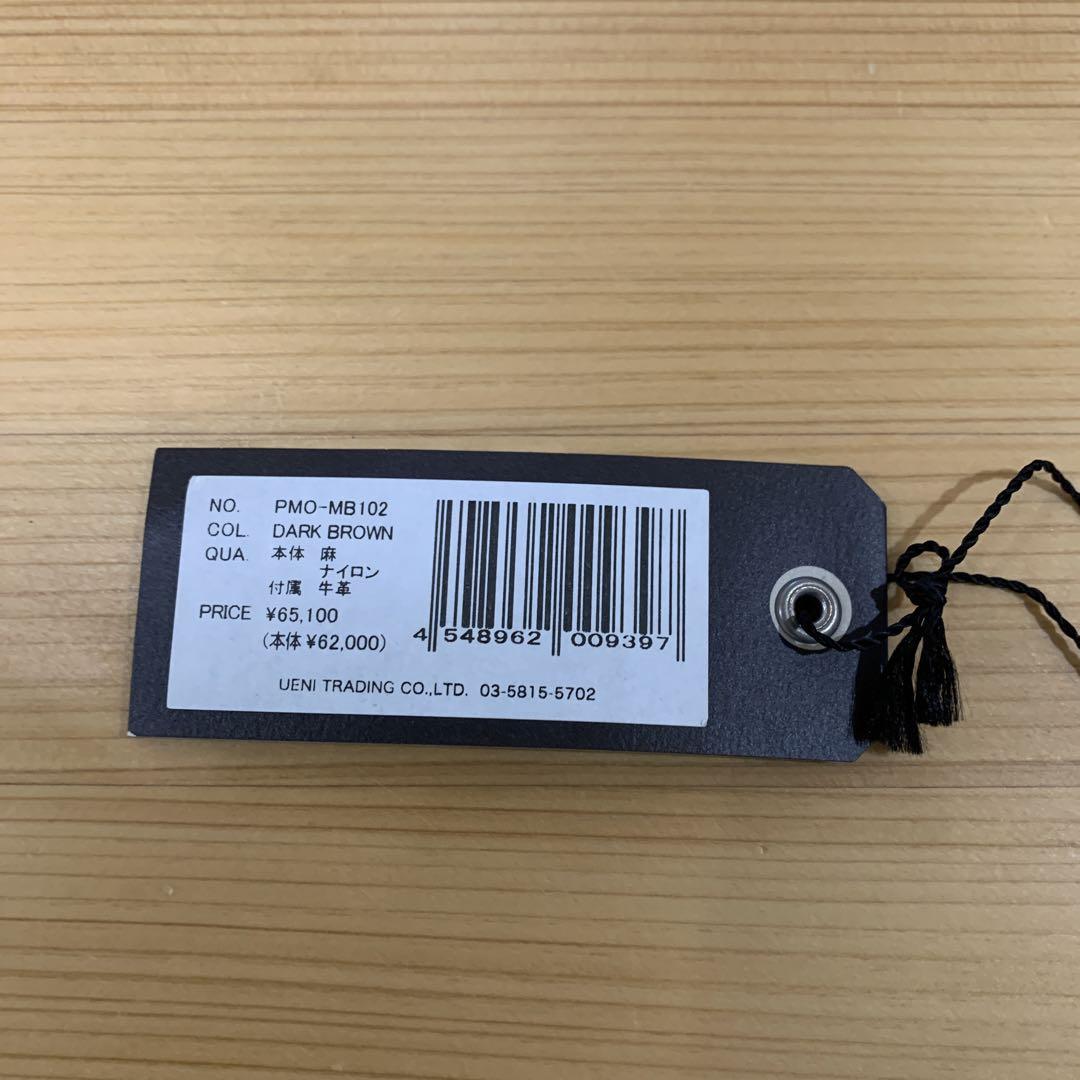 NO. PMO-MB102
COL. DARK BROWN
QUA. 本体 麻
ナイロン
付属 牛革
PRICE ¥65,100
(本体¥62,000)
4 548962 009397
UENI TRADING CO.,LTD. 03-5815-5702